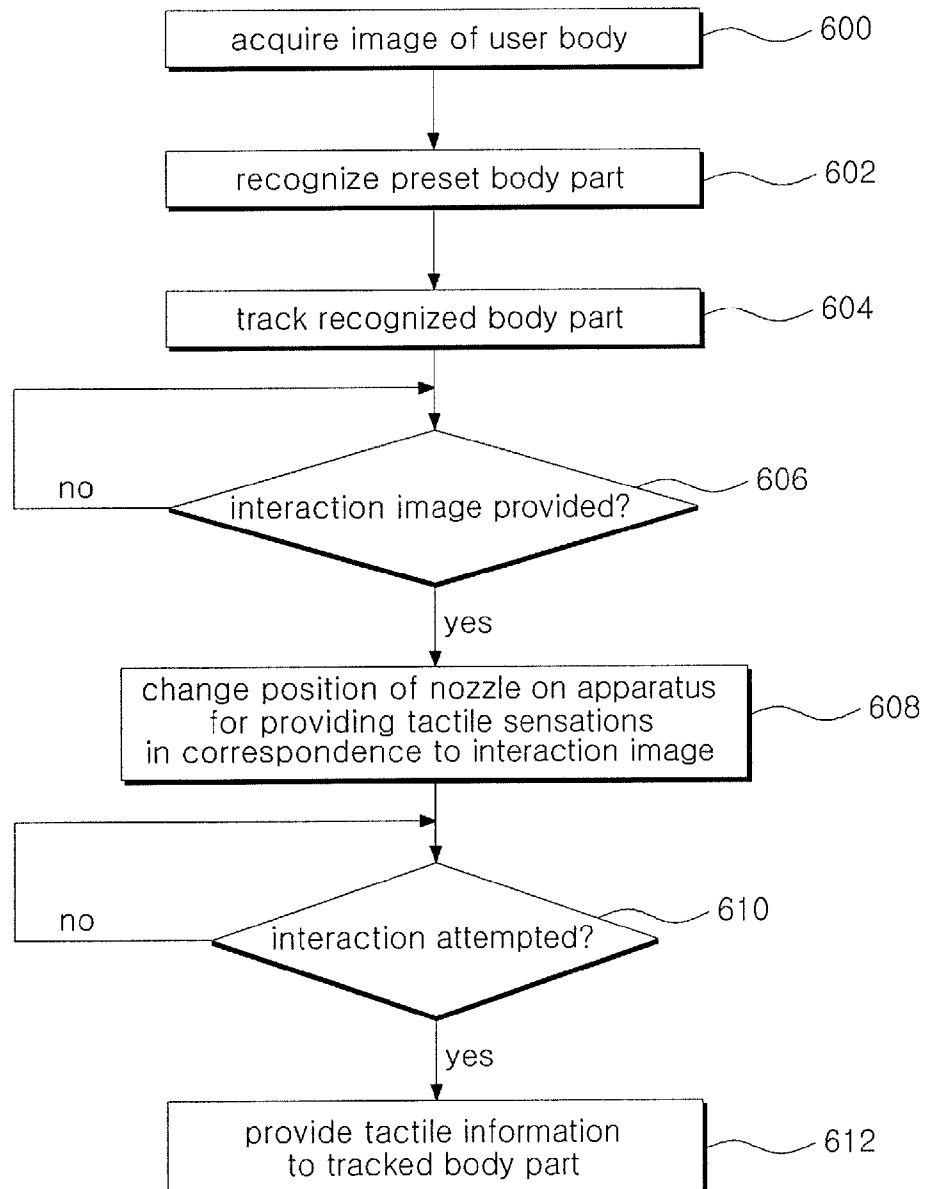 acquire image of user body
600
recognize preset body part
602
track recognized body part
604
no
interaction image provided?
606
yes
change position of nozzle on apparatus
for providing tactile sensations
in correspondence to interaction image
608
no
interaction attempted?
610
yes
provide tactile information
to tracked body part
612